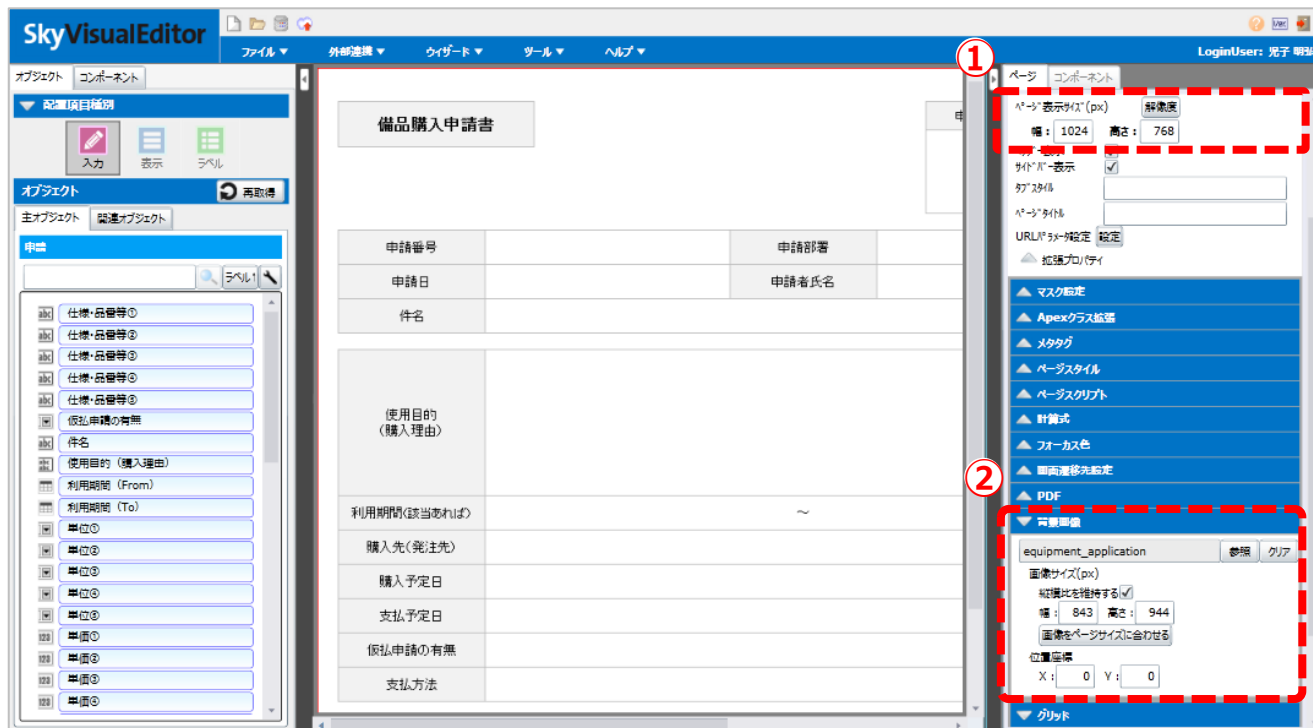 SkyVisualEditor
Ver.
ファイル ▼ 外部連携 ▼ ウィザード ▼ ツール ▼ ヘルプ ▼
LoginUser: 児子 明弘
オブジェクト コンポーネント
配置項目種別
入力 表示 ラベル
オブジェクト 再取得
主オブジェクト 関連オブジェクト
申請
ラベル↑
abc 仕様・品番等①
abc 仕様・品番等②
abc 仕様・品番等③
abc 仕様・品番等④
abc 仕様・品番等⑤
仮払申請の有無
abc 件名
使用目的（購入理由）
利用期間（From）
利用期間（To）
単位①
単位②
単位③
単位④
単位⑤
123 単価①
123 単価②
123 単価③
123 単価④
備品購入申請書
申請番号 申請部署
申請日 申請者氏名
件名
使用目的
(購入理由)
利用期間(該当あれば) ～
購入先(発注先)
購入予定日
支払予定日
仮払申請の有無
支払方法
①
ページ コンポーネント
ページ表示サイズ(px) 解像度
幅： 1024 高さ： 768
サイドバー表示
タブスタイル
ページタイトル
URLパラメータ設定 設定
拡張プロパティ
マスク設定
Apexクラス拡張
メタタグ
ページスタイル
ページスクリプト
計算式
フォーカス色
画面遷移先設定
②
PDF
背景画像
equipment_application 参照 クリア
画像サイズ(px)
縦横比を維持する
幅： 843 高さ： 944
画像をページサイズに合わせる
位置座標
X： 0 Y： 0
グリッド